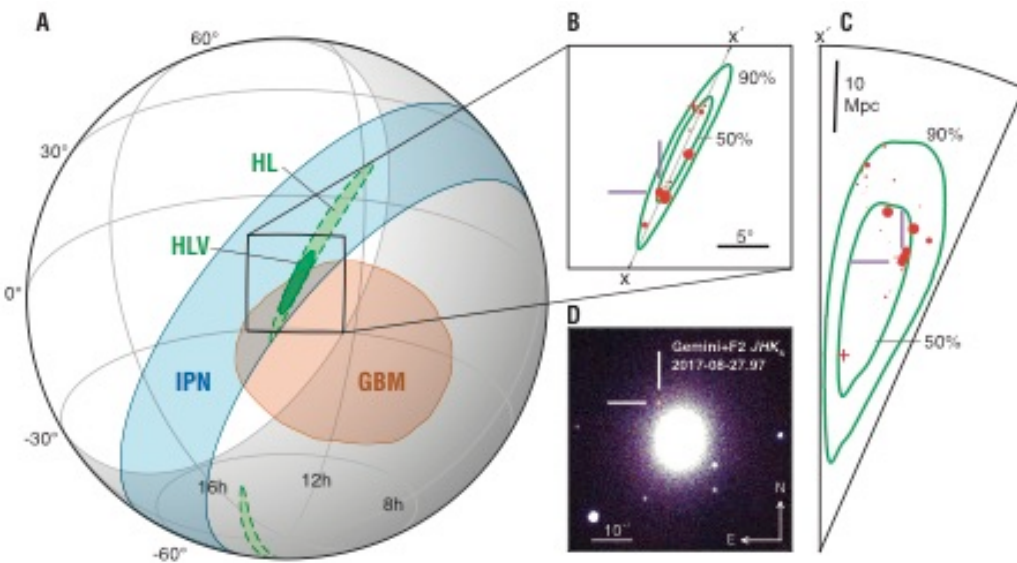 A
60°
30°
0°
-30°
-60°
HL
HLV
IPN
GBM
16h
12h
8h
B
x´
90%
50%
5°
x
C
x´
10
Mpc
90%
50%
D
Gemini+F2 JHKs
2017-08-27.97
10"
N
E